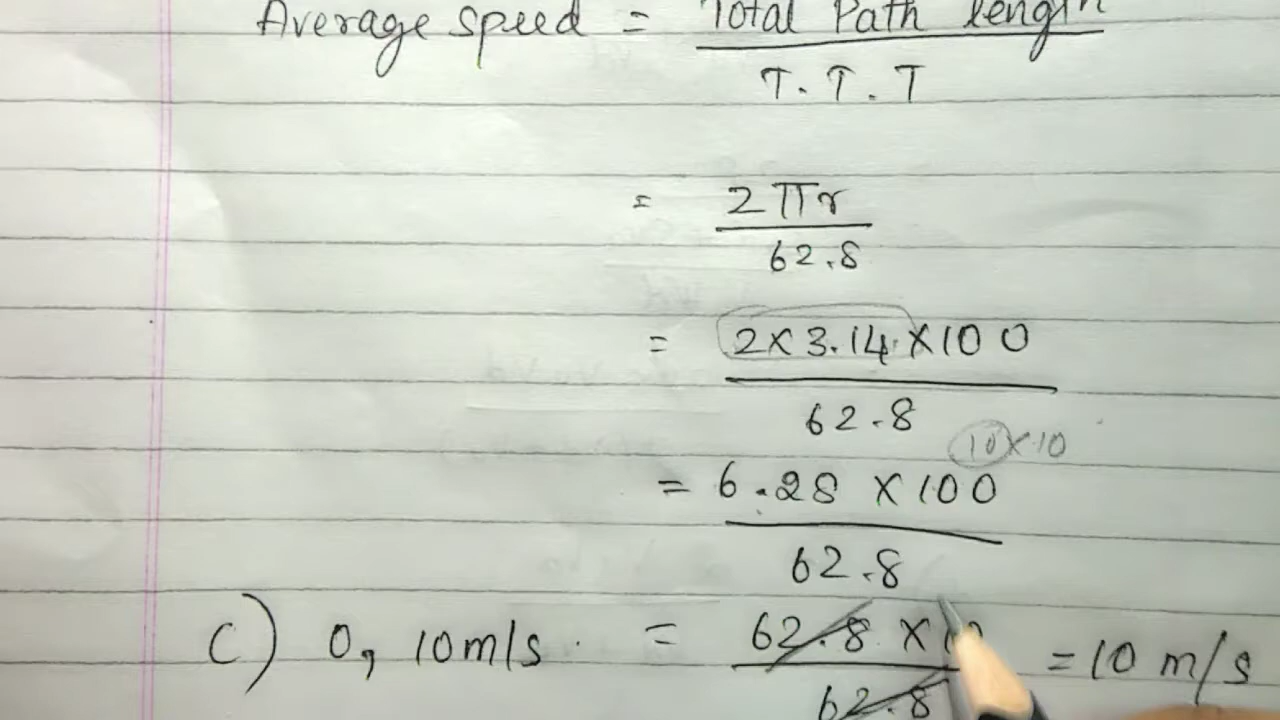 Average speed = Total Path length
T. T. T
= 2πr
62.8
= 2×3.14×100
62.8
10×10
= 6.28 ×100
62.8
C) 0, 10m/s. = 62.8 ×10 = 10 m/s
62.8